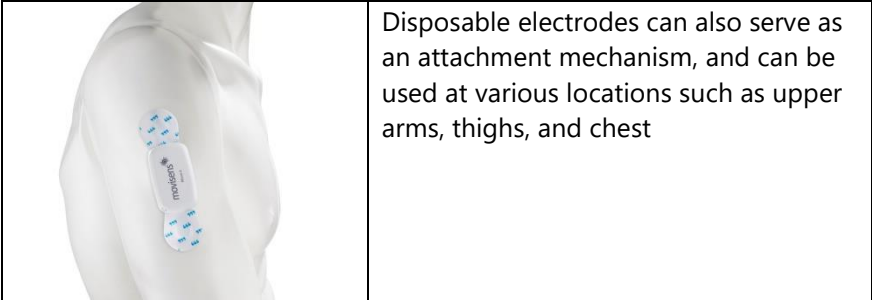 movisens
Disposable electrodes can also serve as
an attachment mechanism, and can be
used at various locations such as upper
arms, thighs, and chest